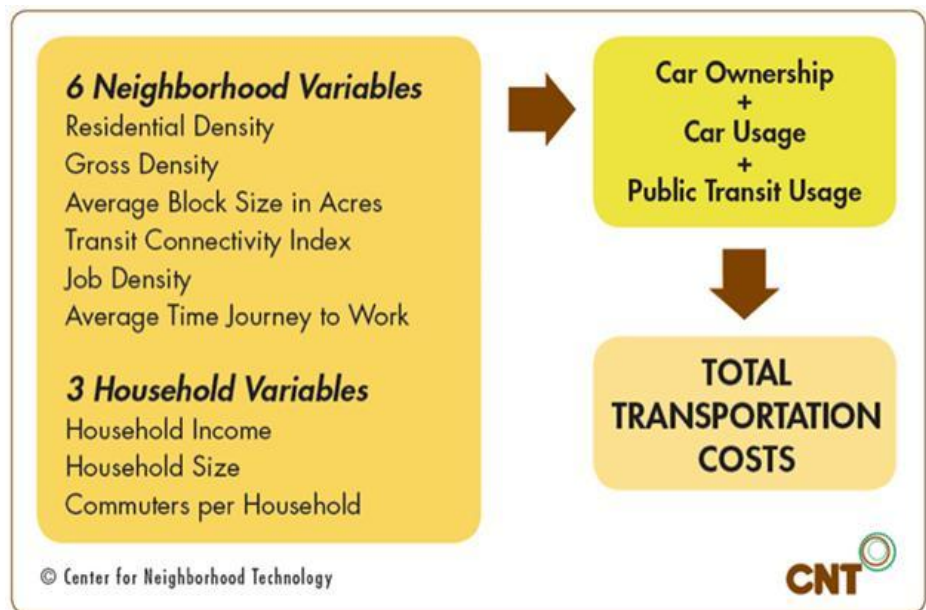 6 Neighborhood Variables
Residential Density
Gross Density
Average Block Size in Acres
Transit Connectivity Index
Job Density
Average Time Journey to Work
3 Household Variables
Household Income
Household Size
Commuters per Household
Car Ownership
+
Car Usage
+
Public Transit Usage
TOTAL
TRANSPORTATION
COSTS
© Center for Neighborhood Technology
CNT